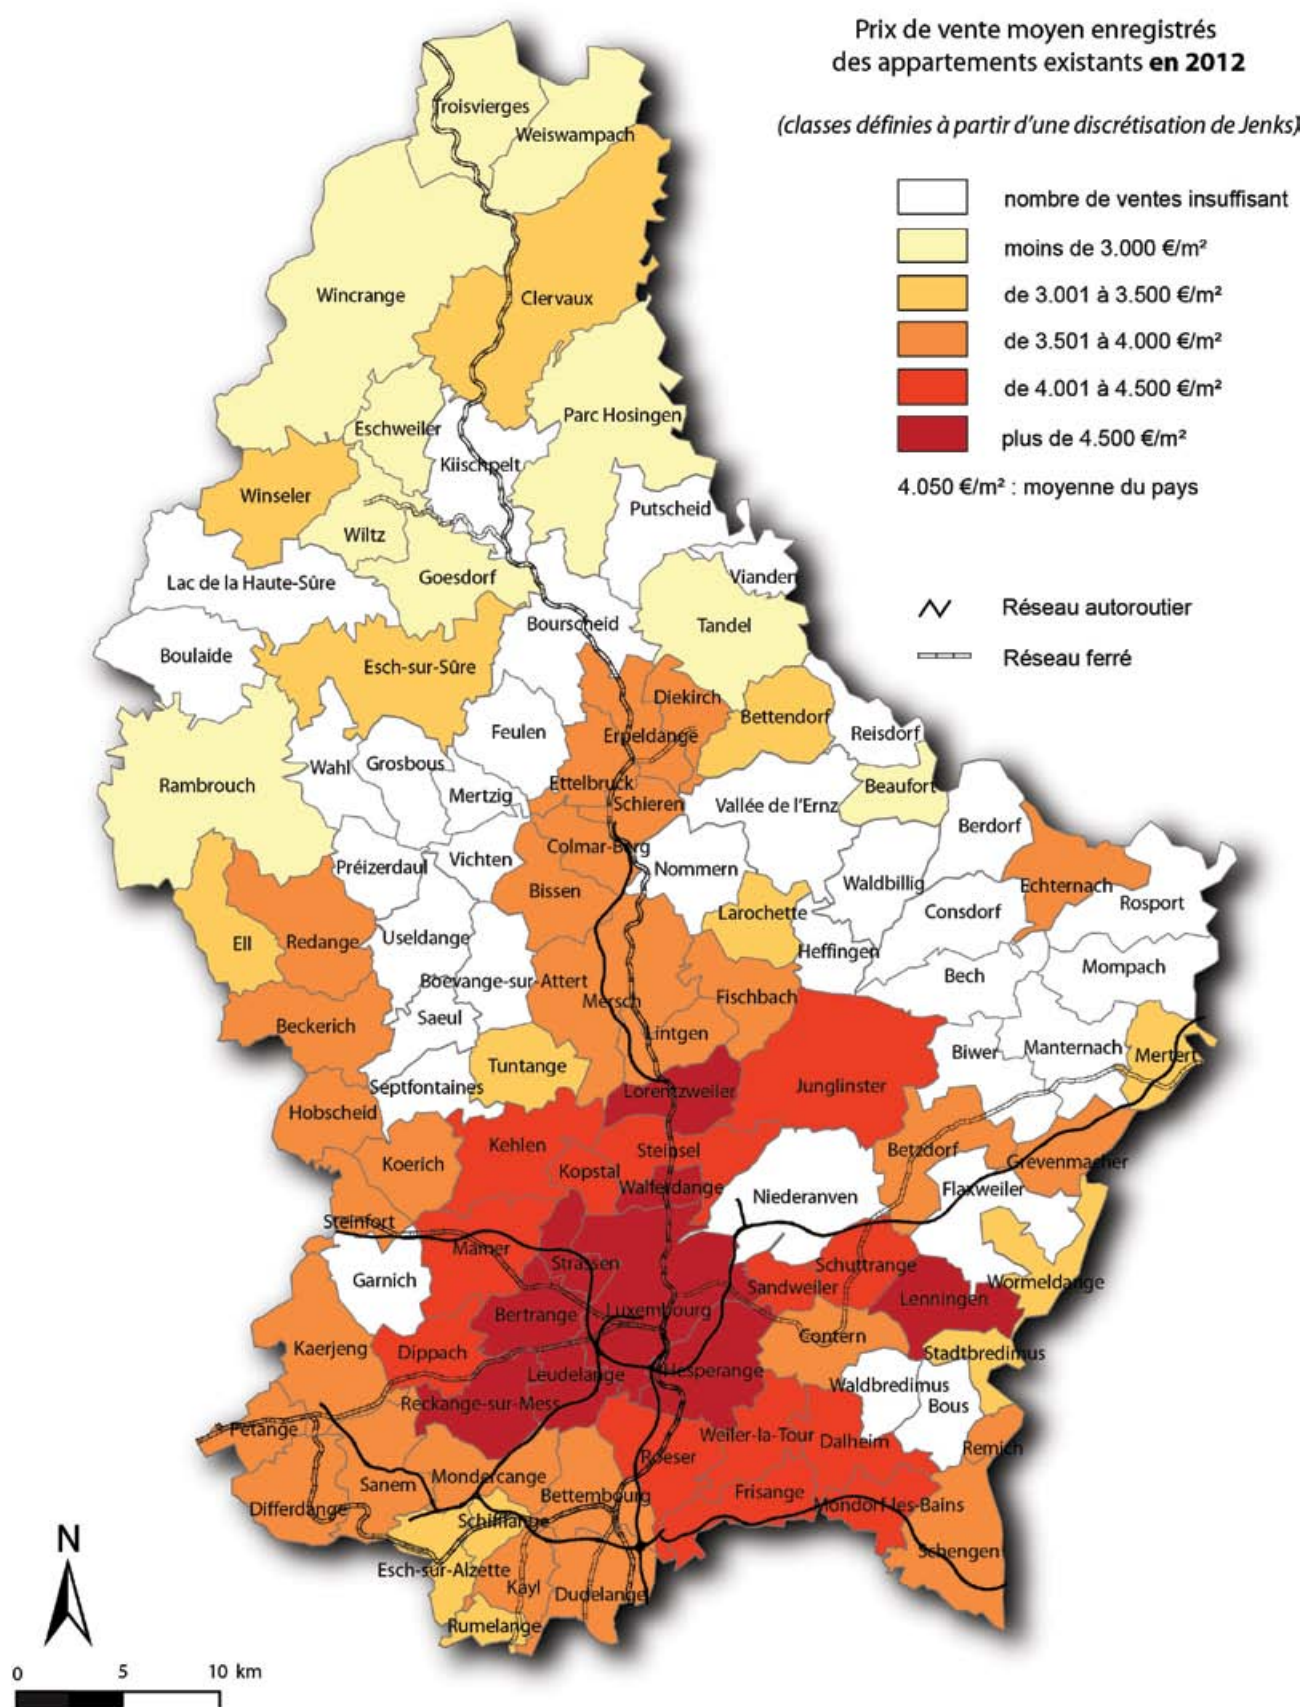 Prix de vente moyen enregistrés
des appartements existants en 2012
(classes définies à partir d'une discrétisation de Jenks)
nombre de ventes insuffisant
moins de 3.000 €/m²
de 3.001 à 3.500 €/m²
de 3.501 à 4.000 €/m²
de 4.001 à 4.500 €/m²
plus de 4.500 €/m²
4.050 €/m² : moyenne du pays
Réseau autoroutier
Réseau ferré
Troisvierges
Weiswampach
Wincrange
Clervaux
Parc Hosingen
Eschweiler
Kiischpelt
Winseler
Putscheid
Wiltz
Goesdorf
Vianden
Lac de la Haute-Sûre
Bourscheid
Tandel
Boulaide
Esch-sur-Sûre
Diekirch
Bettendorf
Feulen
Erpeldange
Reisdorf
Wahl
Grosbous
Rambrouch
Ettelbruck
Beaufort
Mertzig
Schieren
Vallée de l'Ernz
Berdorf
Colmar-Berg
Préizerdaul
Vichten
Nommern
Bissen
Waldbillig
Echternach
Rosport
Larochette
Consdorf
Ell
Redange
Useldange
Heffingen
Mompach
Bech
Boevange-sur-Attert
Mersch
Fischbach
Saeul
Beckerich
Lintgen
Biwer
Manternach
Mertert
Tuntange
Septfontaines
Lorentzweiler
Junglinster
Hobscheid
Kehlen
Steinsel
Betzdorf
Koerich
Kopstal
Grevenmacher
Walferdange
Niederanven
Flaxweiler
Steinfort
Mamer
Strassen
Schuttrange
Garnich
Sandweiler
Wormeldange
Lenningen
Bertrange
Luxembourg
Contern
Kaerjeng
Dippach
Stadtbredimus
Leudelange
Hesperange
Waldbredimus
Reckange-sur-Mess
Bous
Pétange
Weiler-la-Tour
Dalheim
Remich
Roeser
Sanem
Mondercange
Frisange
Bettembourg
Mondorf-les-Bains
Differdange
Schifflange
Schengen
Esch-sur-Alzette
Kayl
Dudelange
Rumelange
N
0 5 10 km